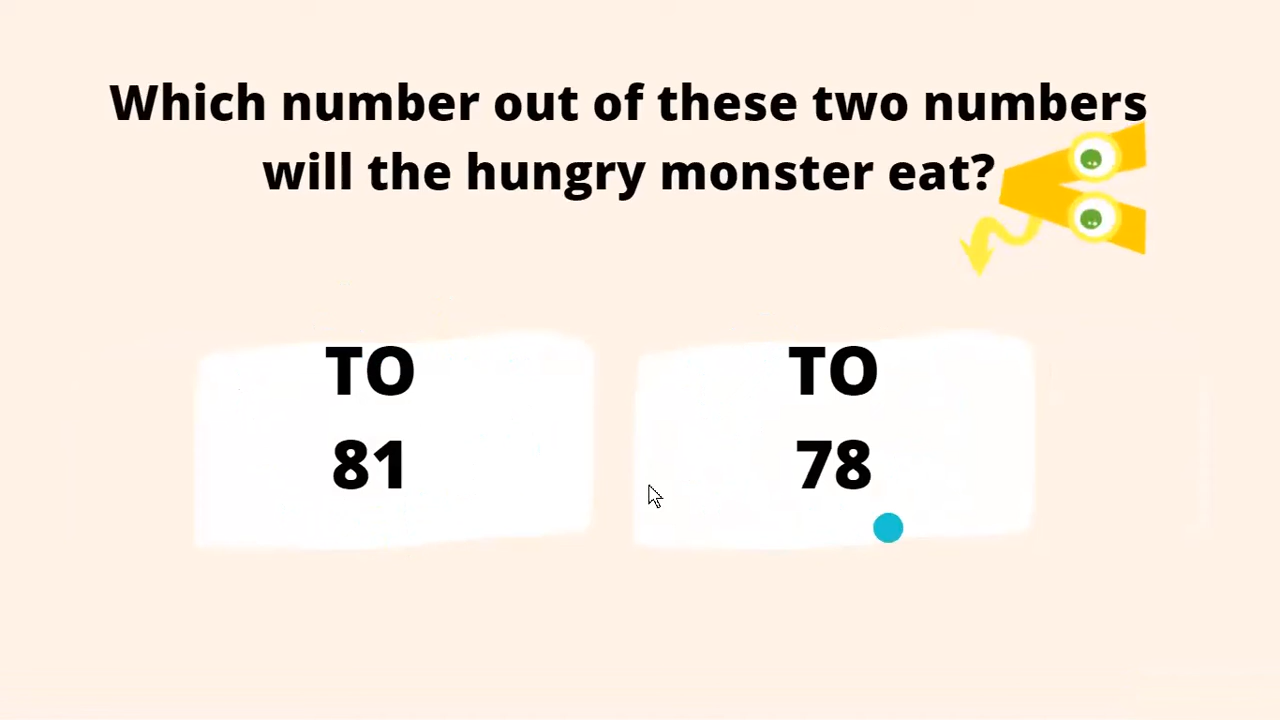 Which number out of these two numbers
will the hungry monster eat?
TO
81
TO
78